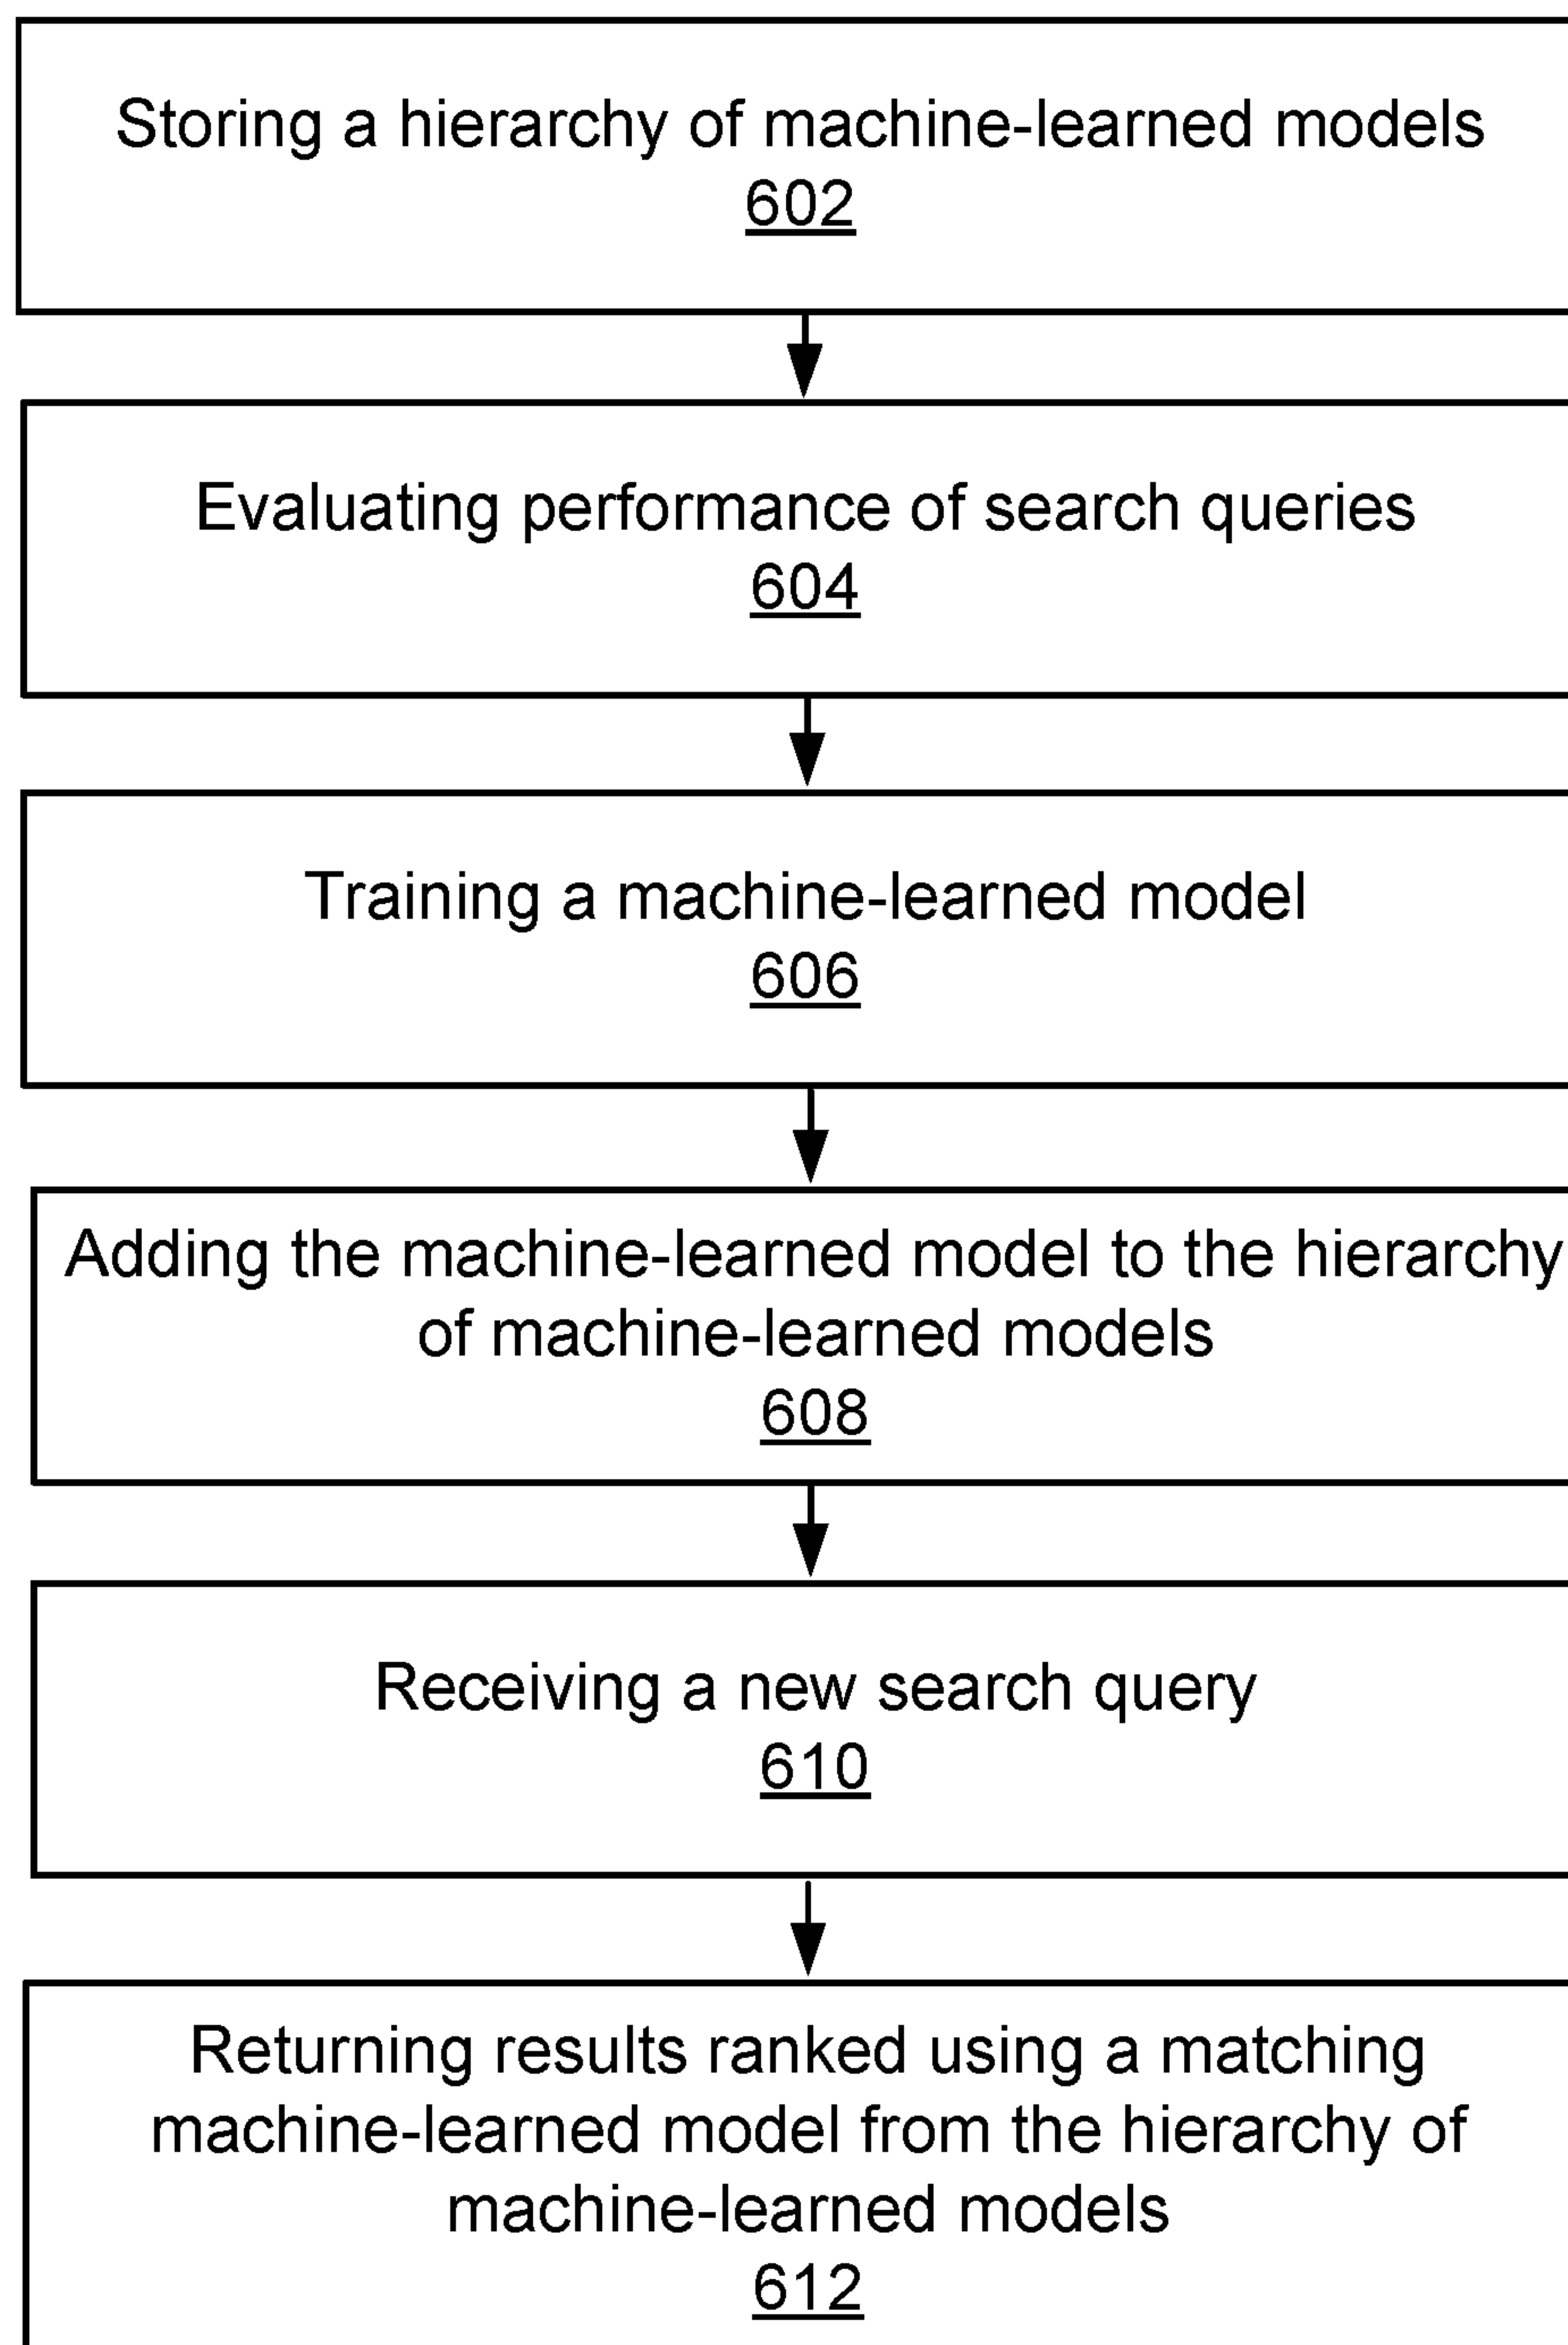 Storing a hierarchy of machine-learned models
602
Evaluating performance of search queries
604
Training a machine-learned model
606
Adding the machine-learned model to the hierarchy
of machine-learned models
608
Receiving a new search query
610
Returning results ranked using a matching
machine-learned model from the hierarchy of
machine-learned models
612